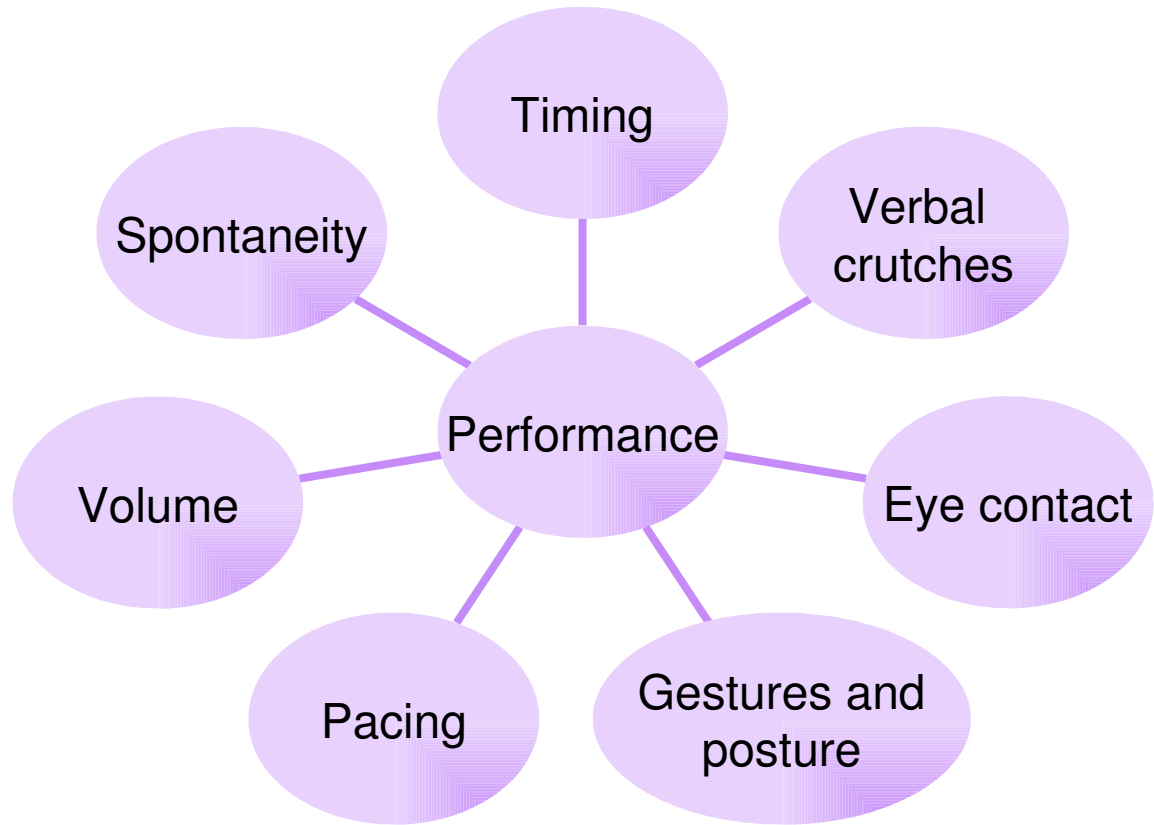 Timing
Verbal
crutches
Spontaneity
Performance
Eye contact
Volume
Gestures and
posture
Pacing